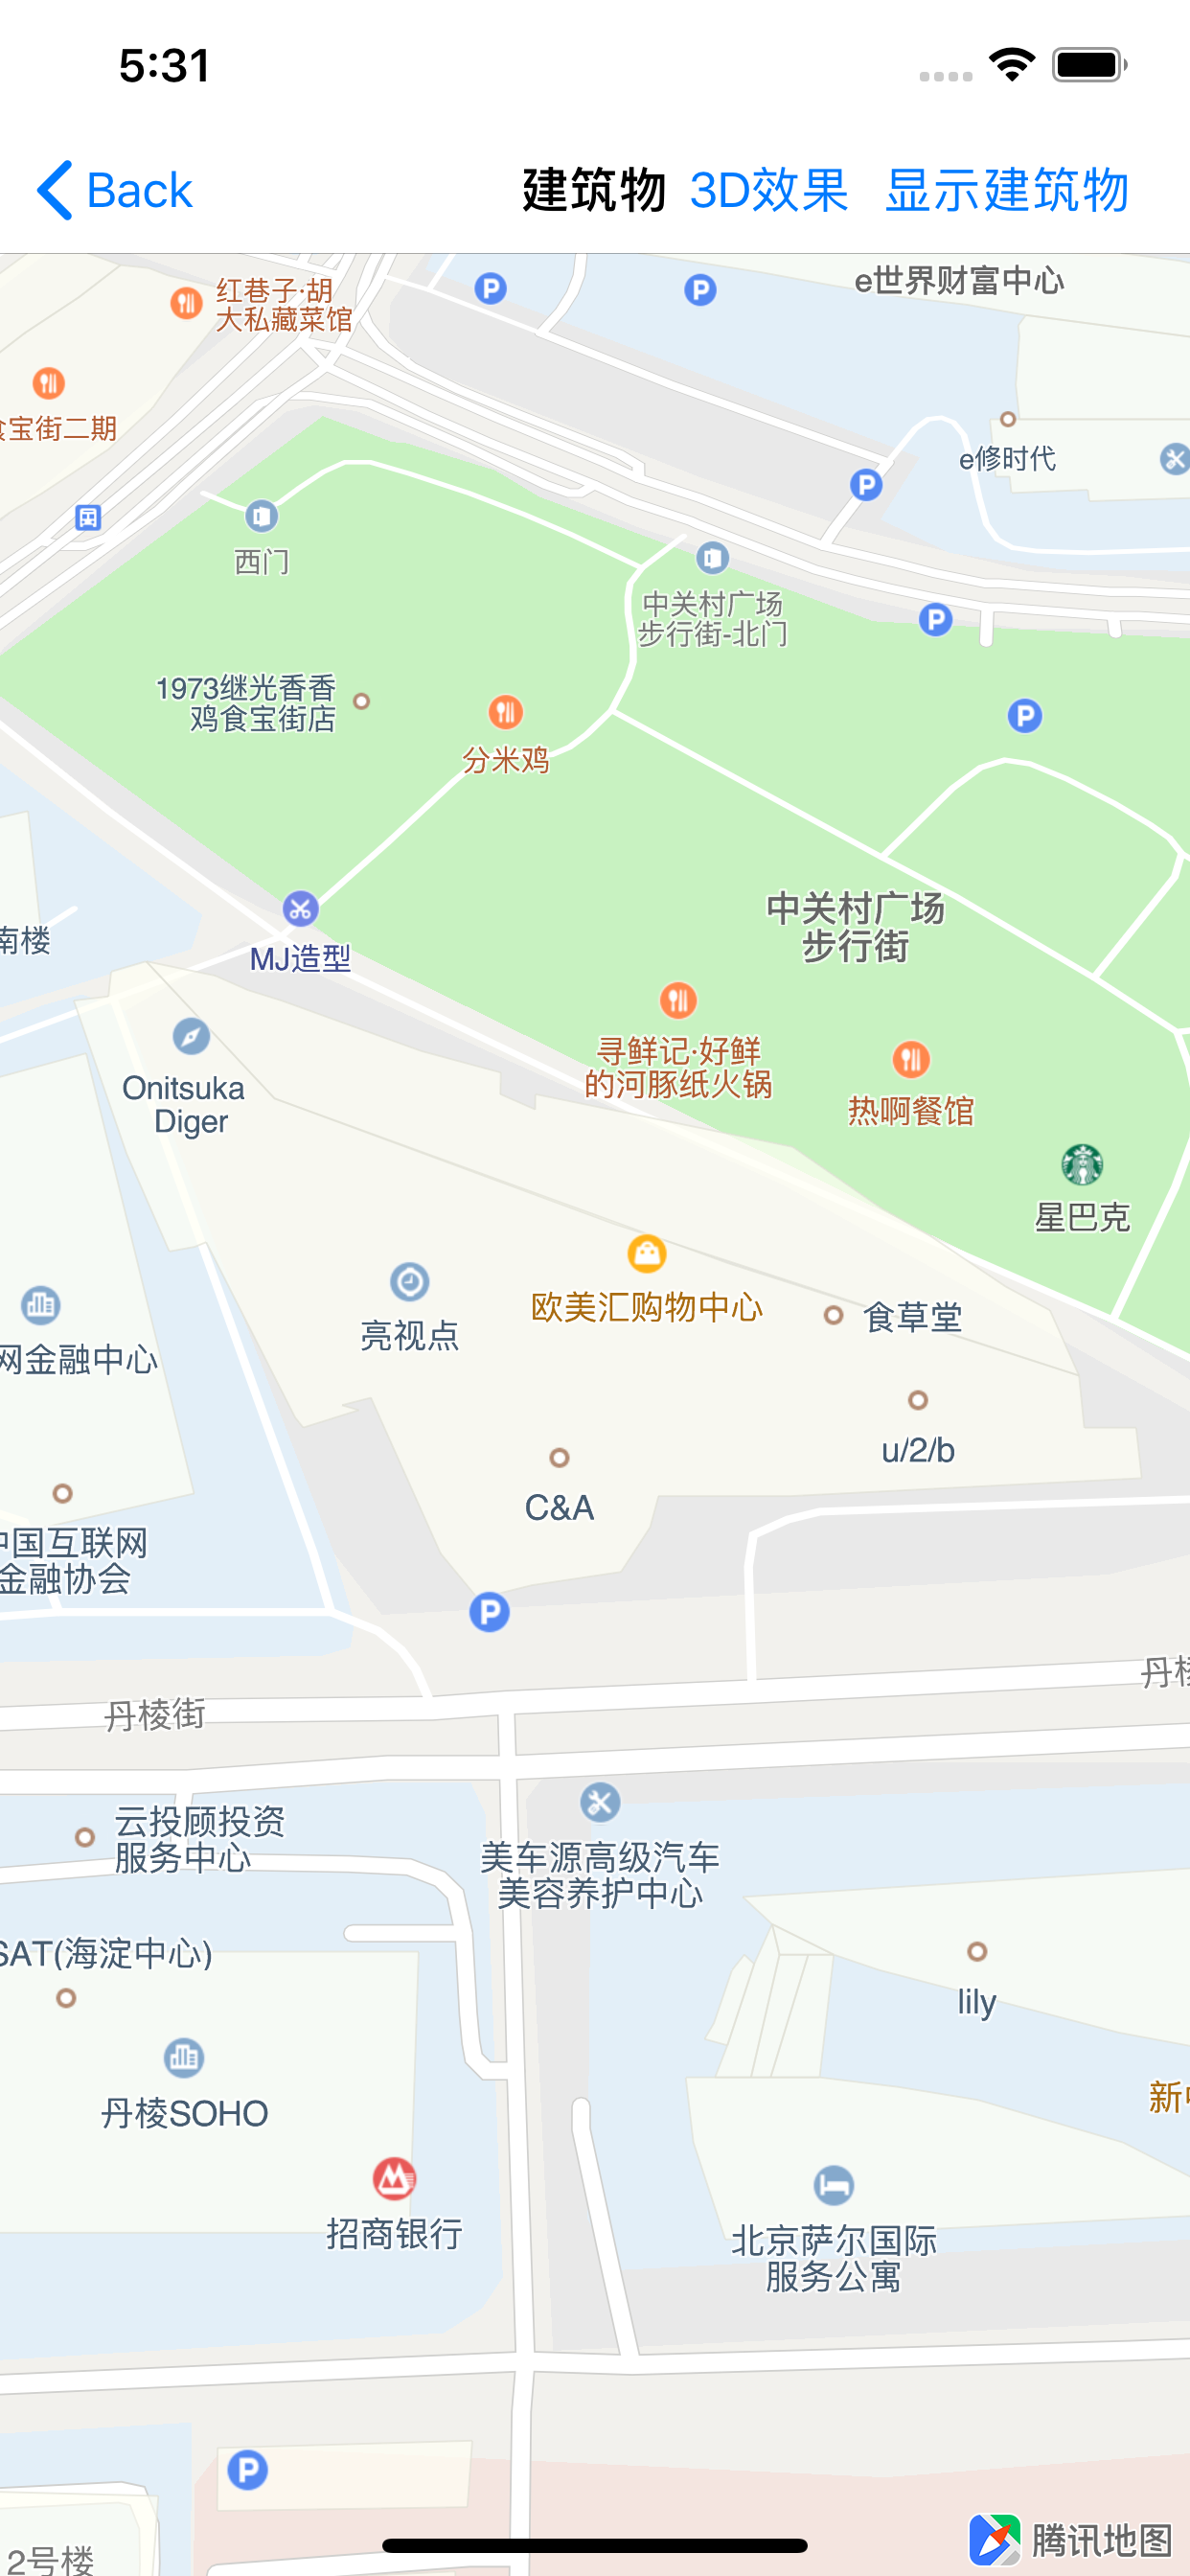 5:31
Back
建筑物
3D效果
显示建筑物
e世界财富中心
红巷子·胡
大私藏菜馆
食宝街二期
e修时代
西门
中关村广场
步行街-北门
1973继光香香
鸡食宝街店
分米鸡
中关村广场
步行街
南楼
MJ造型
寻鲜记·好鲜
的河豚纸火锅
Onitsuka
Diger
热啊餐馆
星巴克
欧美汇购物中心
食草堂
亮视点
网金融中心
u/2/b
C&A
中国互联网
金融协会
丹棱街
丹棱
云投顾投资
服务中心
美车源高级汽车
美容养护中心
SAT(海淀中心)
lily
丹棱SOHO
新中
招商银行
北京萨尔国际
服务公寓
2号楼
腾讯地图